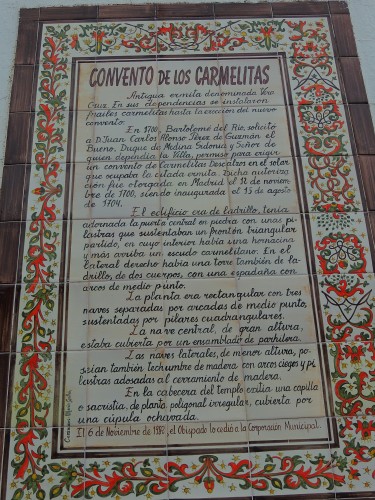 CONVENTO DE LOS CARMELITAS
Antigua ermita denominada Vera
Cruz. En sus dependencias se instalaron
frailes carmelitas hasta la erección del nuevo
convento.
En 1700, Bartolomé del Río, solicitó
a D. Juan Carlos Alonso Pérez de Guzmán el
Bueno, Duque de Medina Sidonia y Señor de
quien dependía la Villa, permiso para erigir
un convento de Carmelitas Descalzos en el solar
que ocupaba la citada ermita. Dicha autoriza-
ción fue otorgada en Madrid el 12 de noviem-
bre de 1700, siendo inaugurada el 15 de agosto
de 1704.
El edificio era de ladrillo, tenía
adornada la puerta central en piedra con unas pi-
lastras que sustentaban un frontón triangular
partido, en cuyo interior había una hornacina
y más arriba un escudo carmelitano. En el
lateral derecho había una torre también de la-
drillo, de dos cuerpos, con una espadaña con
arcos de medio punto.
La planta era rectangular con tres
naves separadas por arcadas de medio punto,
sustentadas por pilares cuadrangulares.
La nave central, de gran altura,
estaba cubierta por un ensamblado de parhilera.
Las naves laterales, de menor altura, po-
seían también techumbre de madera con arcos ciegos y pi-
lastras adosadas al cerramiento de madera.
En la cabecera del templo exitía una capilla
o sacristía, de planta poligonal irregular, cubierta por
una cúpula ochavada.
El 6 de Noviembre de 1982, el Obispado lo cedió a la Corporación Municipal.